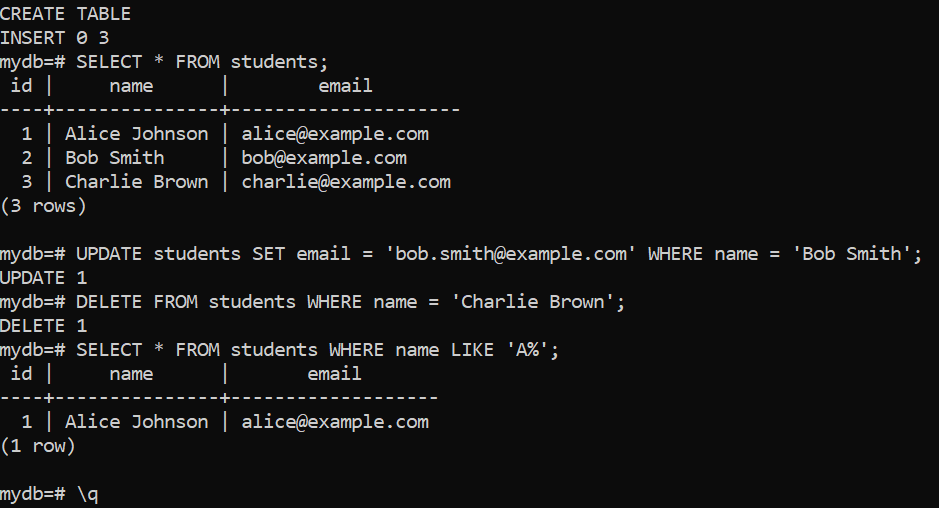 CREATE TABLE
INSERT 0 3
mydb=# SELECT * FROM students;
 id |     name      |        email
----+---------------+---------------------
  1 | Alice Johnson | alice@example.com
  2 | Bob Smith     | bob@example.com
  3 | Charlie Brown | charlie@example.com
(3 rows)

mydb=# UPDATE students SET email = 'bob.smith@example.com' WHERE name = 'Bob Smith';
UPDATE 1
mydb=# DELETE FROM students WHERE name = 'Charlie Brown';
DELETE 1
mydb=# SELECT * FROM students WHERE name LIKE 'A%';
 id |     name      |       email
----+---------------+-------------------
  1 | Alice Johnson | alice@example.com
(1 row)

mydb=# \q